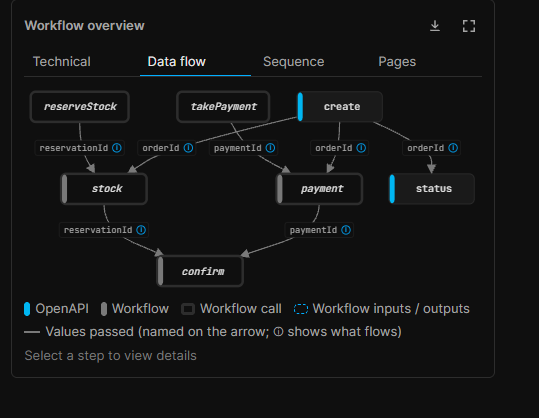 Workflow overview
Technical Data flow Sequence Pages
reserveStock takePayment create
reservationId orderId paymentId orderId orderId
stock payment status
reservationId paymentId
confirm
OpenAPI Workflow Workflow call Workflow inputs / outputs
Values passed (named on the arrow; ⓘ shows what flows)
Select a step to view details